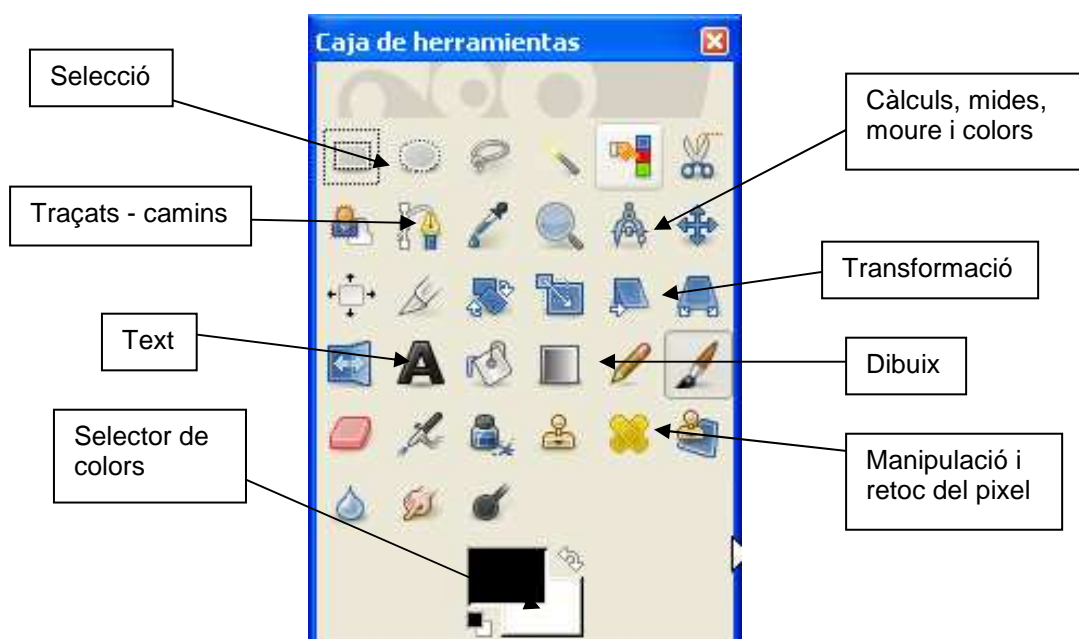 Caja de herramientas
Selecció
Càlculs, mides,
moure i colors
Traçats - camins
Transformació
Text
Dibuix
Selector de
colors
Manipulació i
retoc del pixel